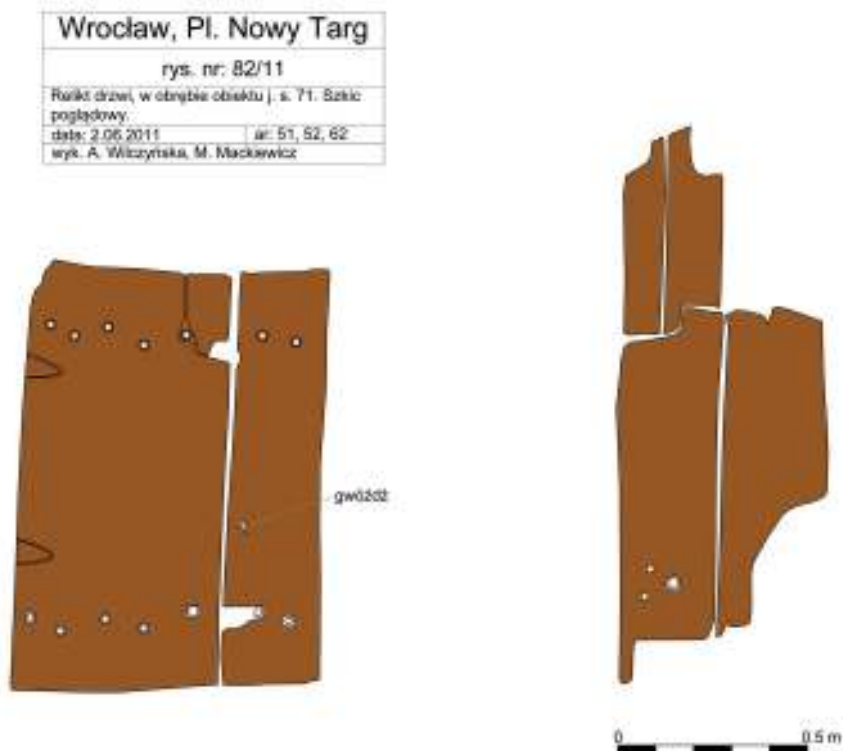 Wrocław, Pl. Nowy Targ
rys. nr: 82/11
Relikt drzwi, w obrębie obiektu j. s. 71. Szkic
poglądowy.
data: 2.06.2011 ar: 51, 52, 62
wyk. A. Wilczyńska, M. Mackiewicz
gwóźdź
0 0.5 m